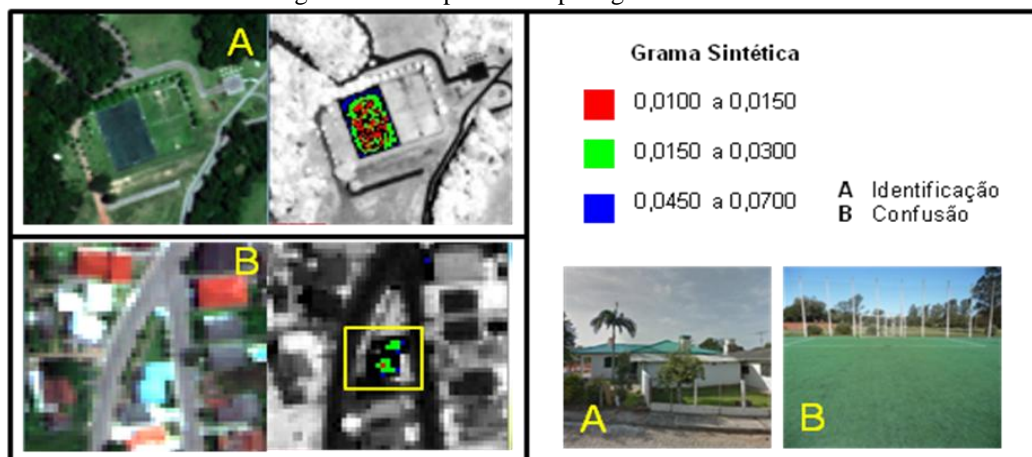 A
B
Grama Sintética
0,0100 a 0,0150
0,0150 a 0,0300
0,0450 a 0,0700
A Identificação
B Confusão
A
B